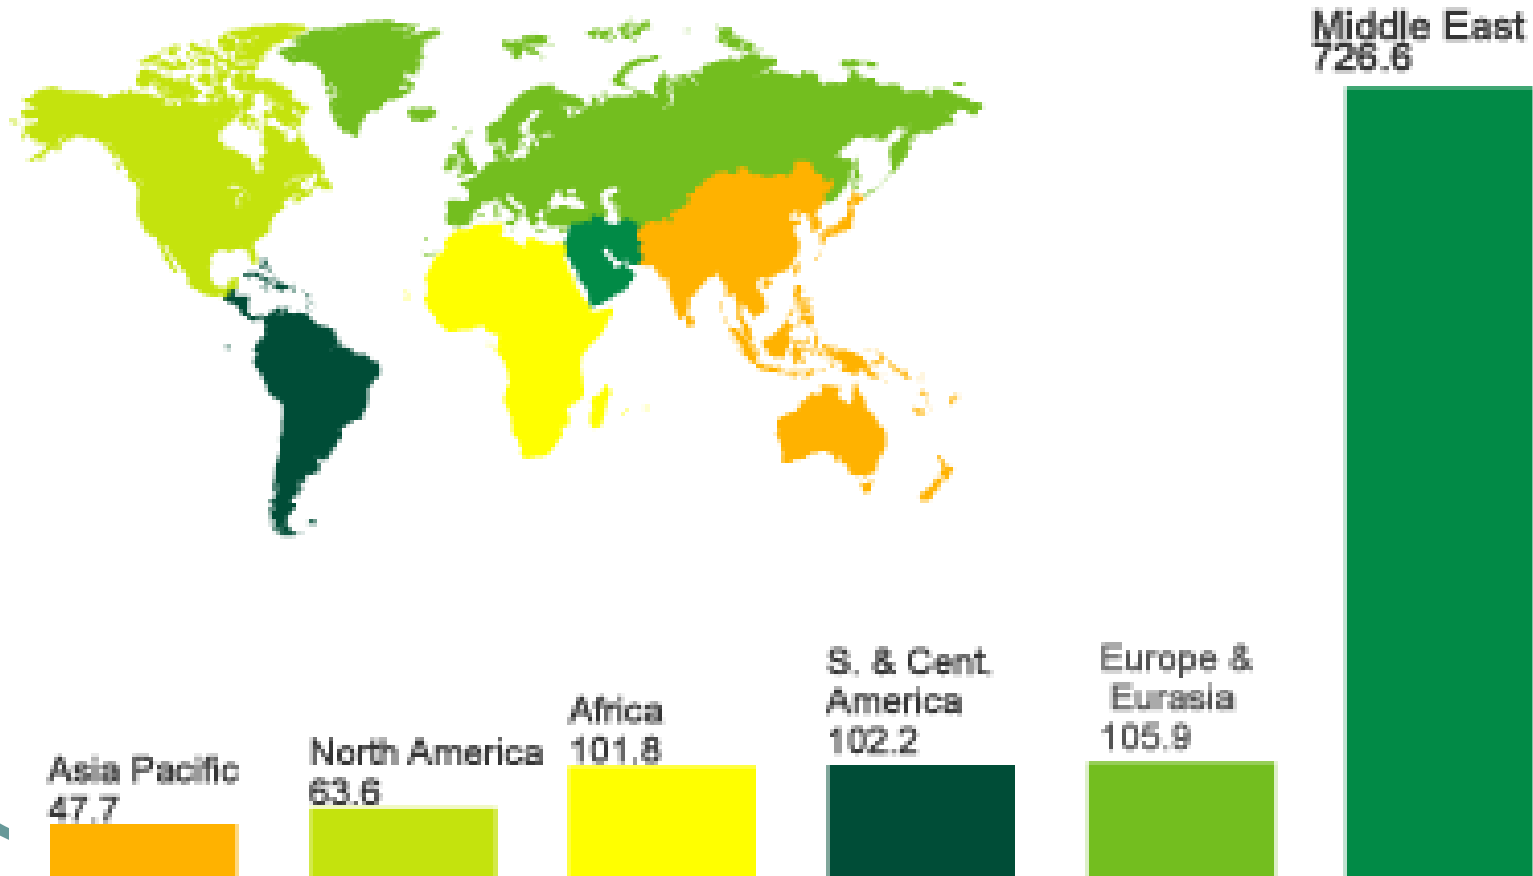 Middle East
726.6
S. & Cent.
America
102.2
Europe &
Eurasia
105.9
Africa
101.8
North America
63.6
Asia Pacific
47.7